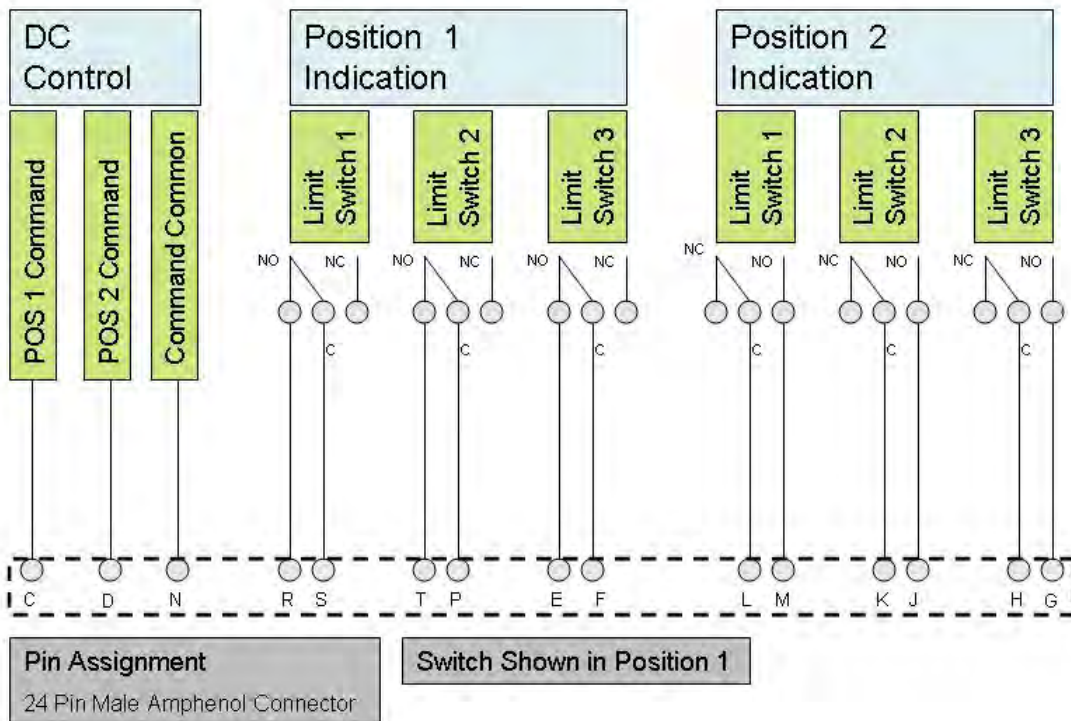 DC
Control
Position 1
Indication
Position 2
Indication
POS 1 Command
POS 2 Command
Command Common
Limit
Switch 1
Limit
Switch 2
Limit
Switch 3
Limit
Switch 1
Limit
Switch 2
Limit
Switch 3
NO NC NO NC NO NC NC NO NC NO NC NO
C C C C C C
C D N R S T P E F L M K J H G
Pin Assignment
24 Pin Male Amphenol Connector
Switch Shown in Position 1